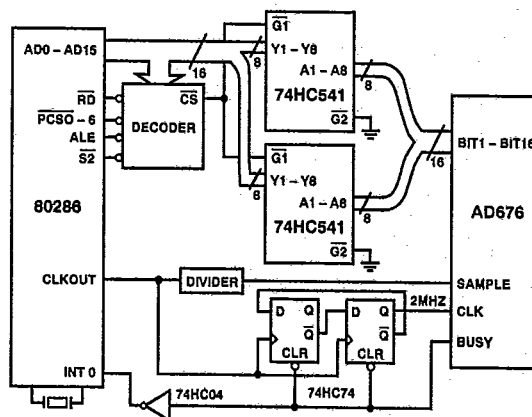 AD0 – AD15
16
RD
PCSO – 6
ALE
S2
DECODER
CS
G1
Y1 – Y8
8
A1 – A8
8
74HC541
G2
G1
Y1 – Y8
8
A1 – A8
8
74HC541
G2
BIT1 – BIT16
16
80286
AD676
CLKOUT
DIVIDER
SAMPLE
D Q
Q
CLR
D Q
Q
CLR
2MHZ
CLK
BUSY
INT 0
74HC04
74HC74